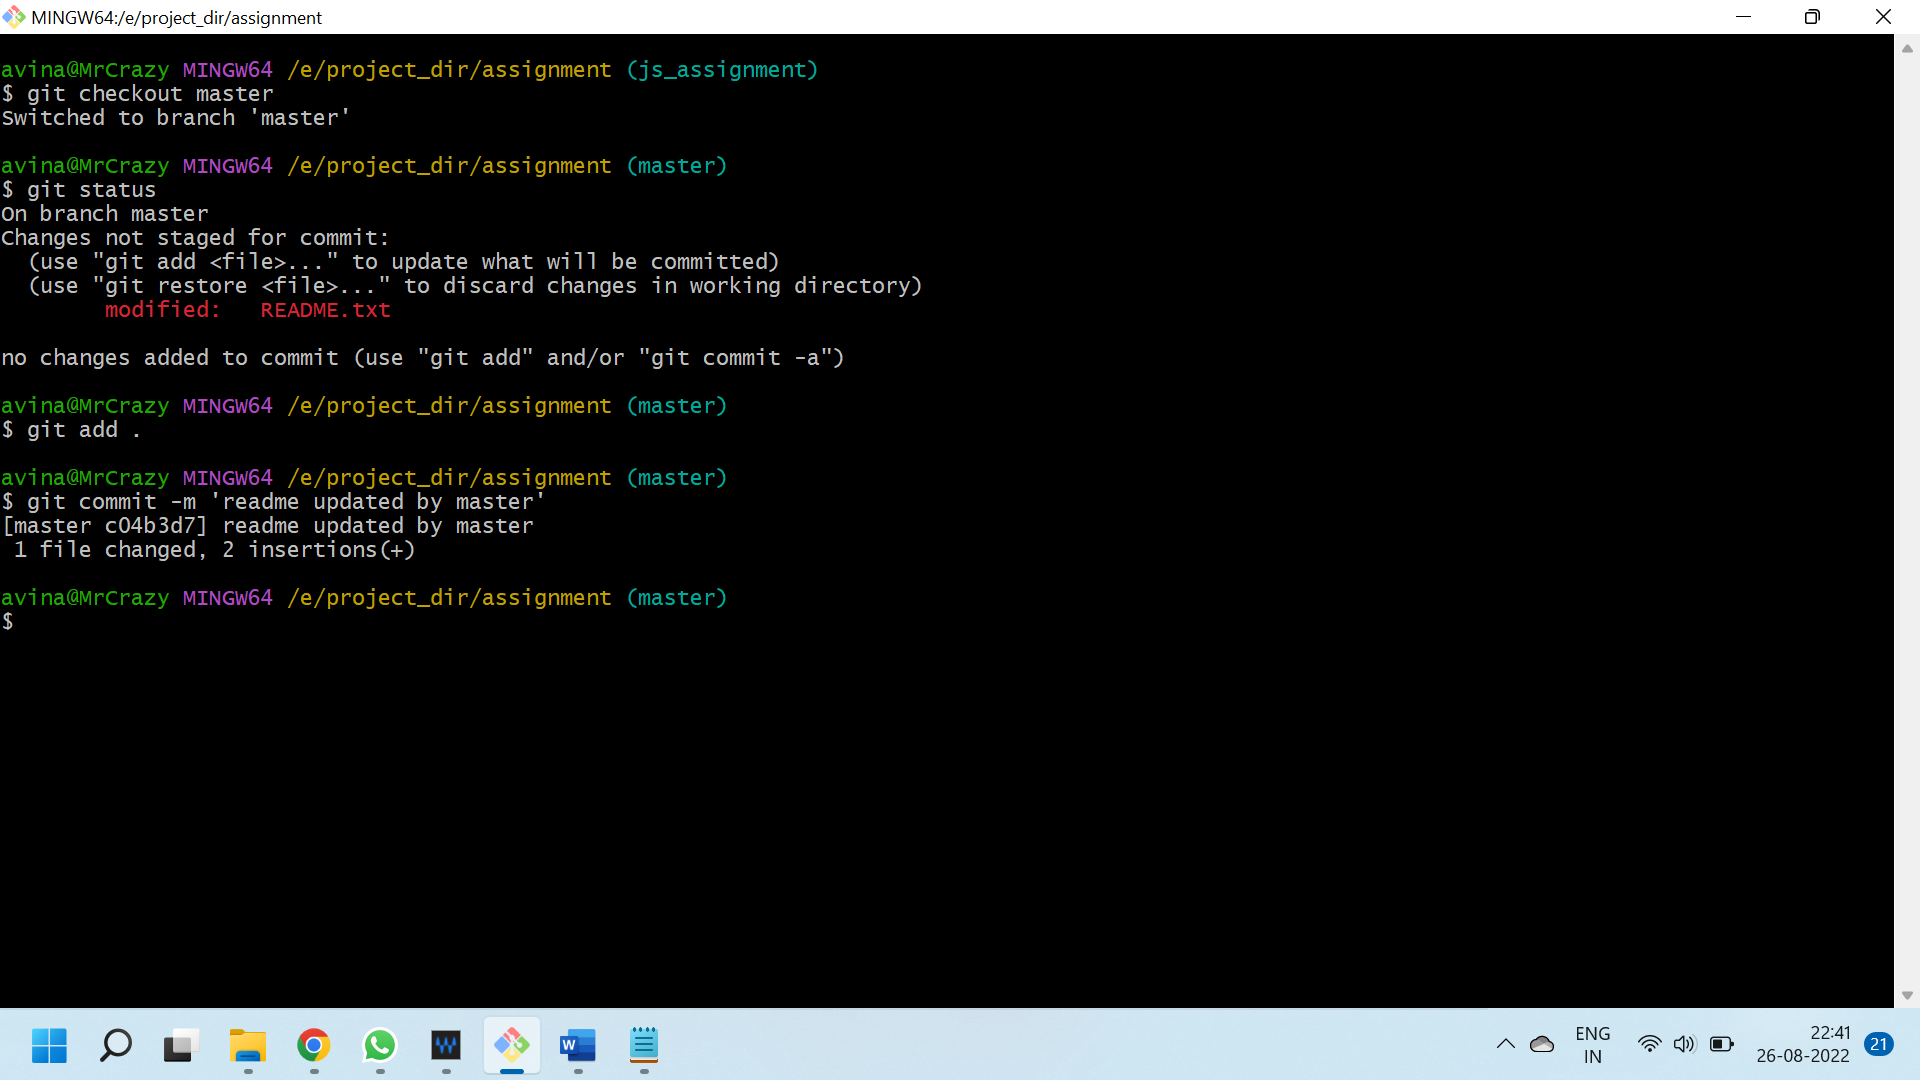 MINGW64:/e/project_dir/assignment
avina@MrCrazy MINGW64 /e/project_dir/assignment (js_assignment)
$ git checkout master
Switched to branch 'master'
avina@MrCrazy MINGW64 /e/project_dir/assignment (master)
$ git status
On branch master
Changes not staged for commit:
  (use "git add <file>..." to update what will be committed)
  (use "git restore <file>..." to discard changes in working directory)
        modified:   README.txt
no changes added to commit (use "git add" and/or "git commit -a")
avina@MrCrazy MINGW64 /e/project_dir/assignment (master)
$ git add .
avina@MrCrazy MINGW64 /e/project_dir/assignment (master)
$ git commit -m 'readme updated by master'
[master c04b3d7] readme updated by master
 1 file changed, 2 insertions(+)
avina@MrCrazy MINGW64 /e/project_dir/assignment (master)
$
W
ENG
IN
22:41
26-08-2022
21